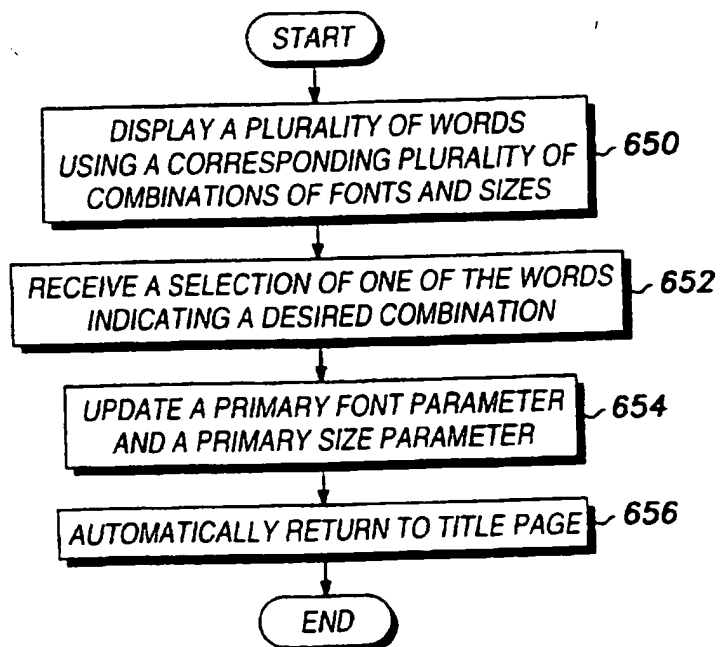 START
DISPLAY A PLURALITY OF WORDS
USING A CORRESPONDING PLURALITY OF
COMBINATIONS OF FONTS AND SIZES
650
RECEIVE A SELECTION OF ONE OF THE WORDS
INDICATING A DESIRED COMBINATION
652
UPDATE A PRIMARY FONT PARAMETER
AND A PRIMARY SIZE PARAMETER
654
AUTOMATICALLY RETURN TO TITLE PAGE
656
END